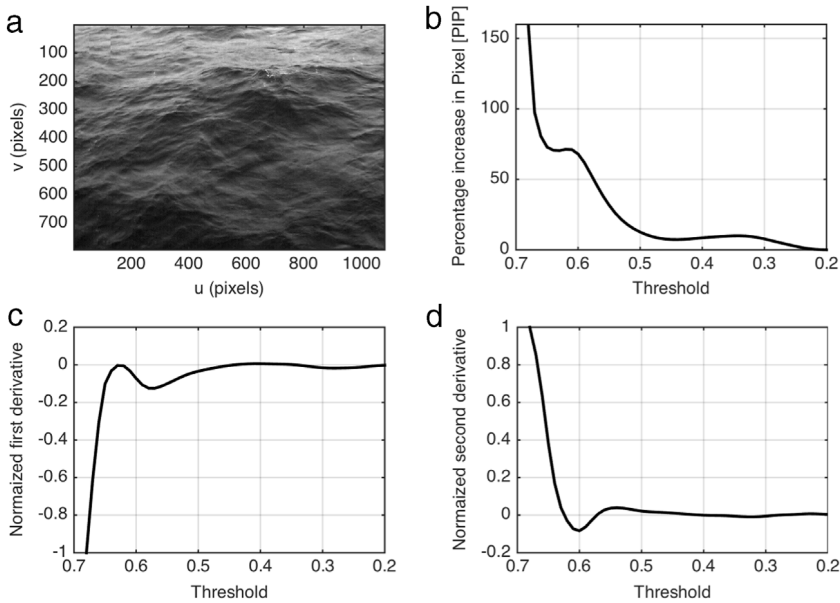 a
100
200
300
400
500
600
700
v (pixels)
200 400 600 800 1000
u (pixels)
b
150
100
50
0
Percentage increase in Pixel [PIP]
0.7 0.6 0.5 0.4 0.3 0.2
Threshold
c
0.2
0
-0.2
-0.4
-0.6
-0.8
-1
Normaized first derivative
0.7 0.6 0.5 0.4 0.3 0.2
Threshold
d
1
0.8
0.6
0.4
0.2
0
-0.2
Normaized second derivative
0.7 0.6 0.5 0.4 0.3 0.2
Threshold